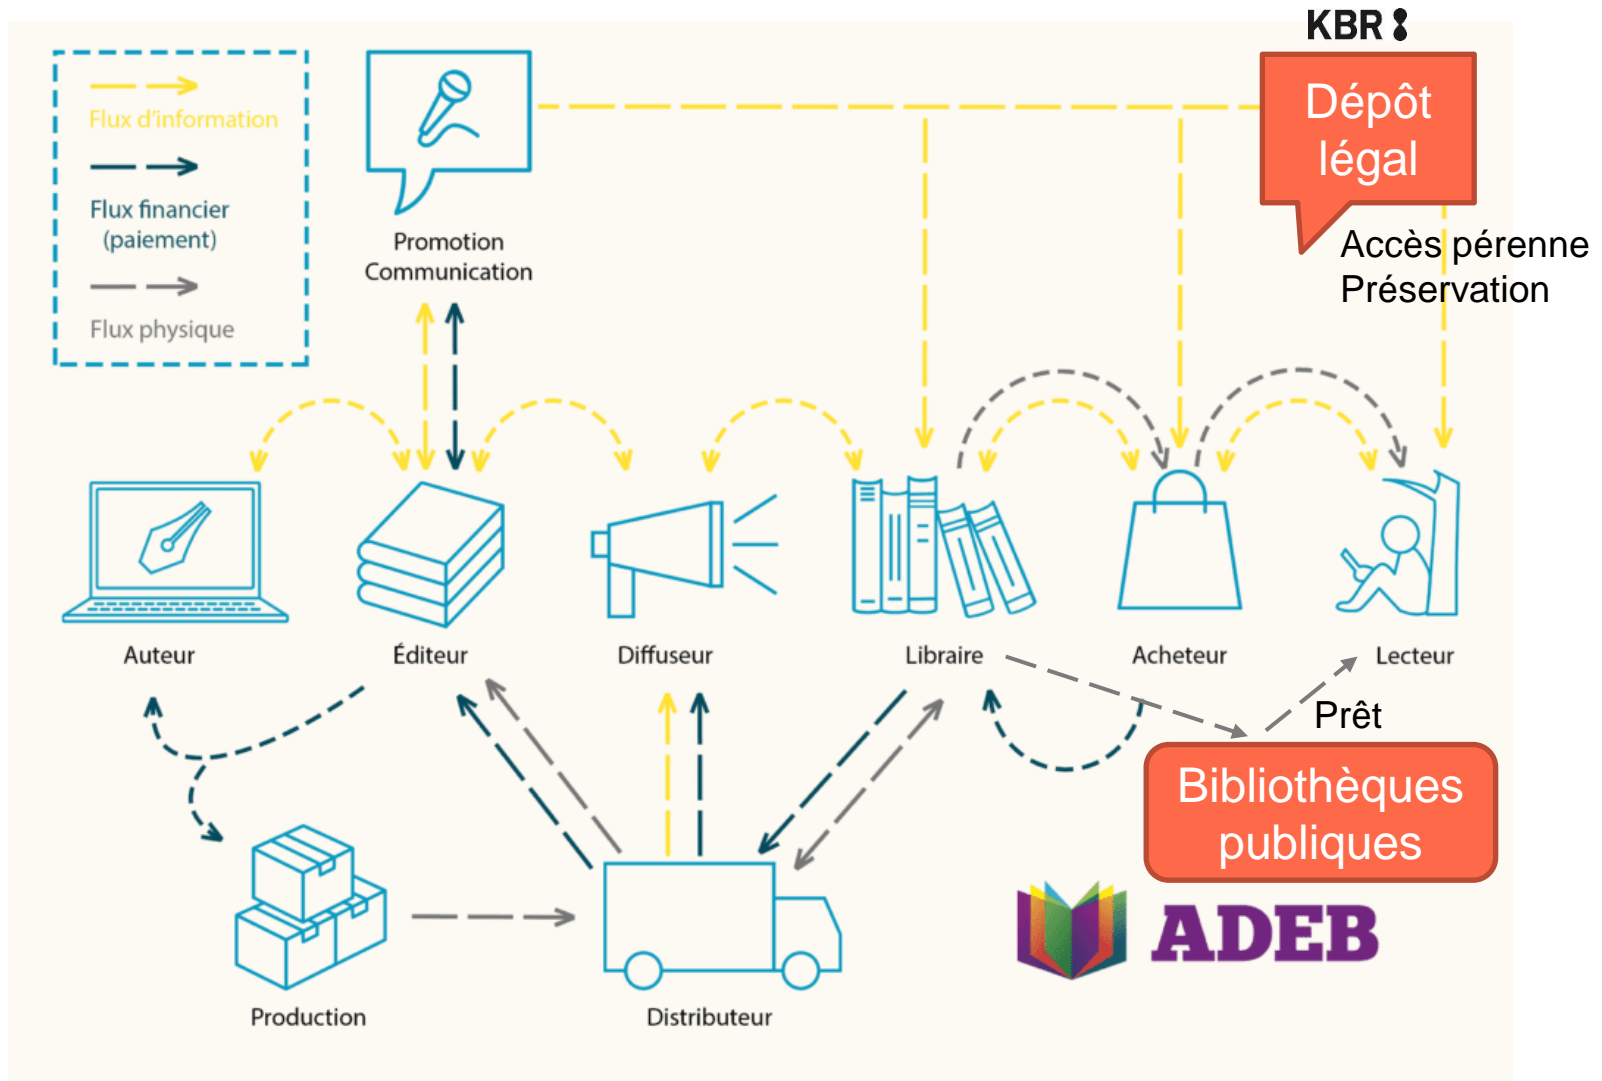 KBR
Dépôt
légal
Accès pérenne
Préservation
Flux d'information
Flux financier
(paiement)
Flux physique
Promotion
Communication
Auteur
Éditeur
Diffuseur
Libraire
Acheteur
Lecteur
Prêt
Bibliothèques
publiques
ADEB
Production
Distributeur